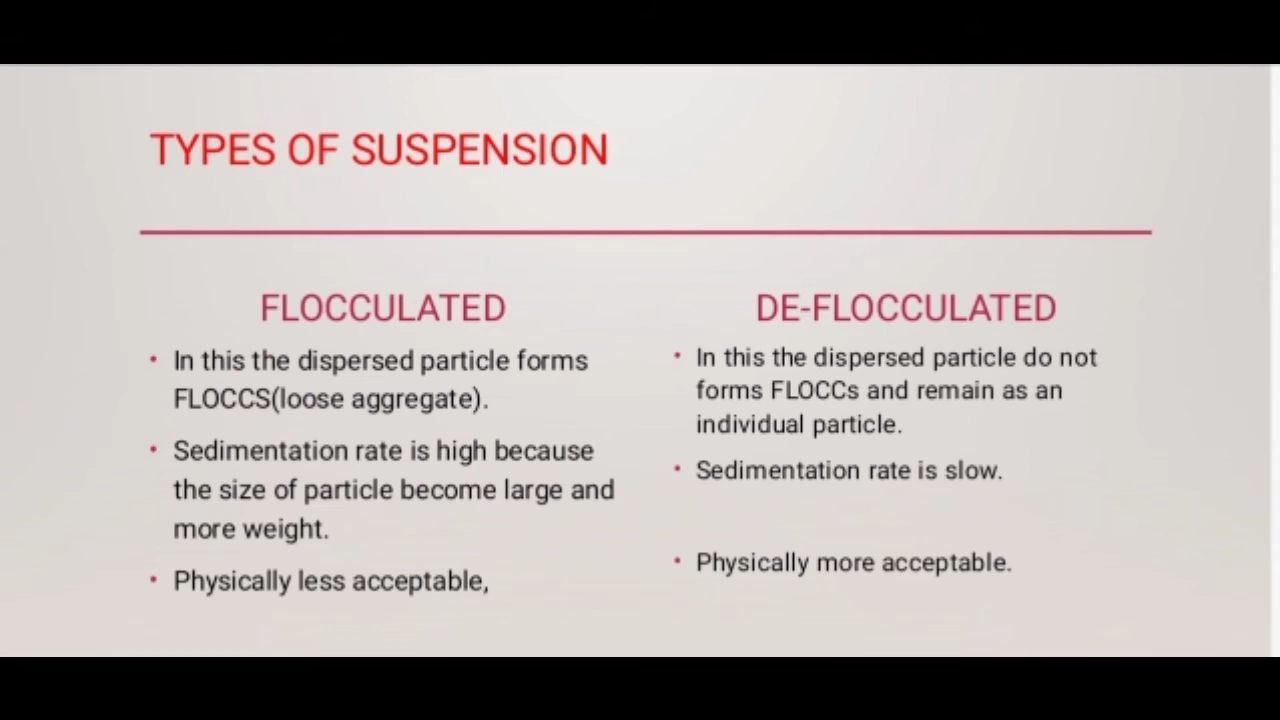 TYPES OF SUSPENSION
FLOCCULATED
• In this the dispersed particle forms
FLOCCS(loose aggregate).
• Sedimentation rate is high because
the size of particle become large and
more weight.
• Physically less acceptable,
DE-FLOCCULATED
• In this the dispersed particle do not
forms FLOCCs and remain as an
individual particle.
• Sedimentation rate is slow.
• Physically more acceptable.